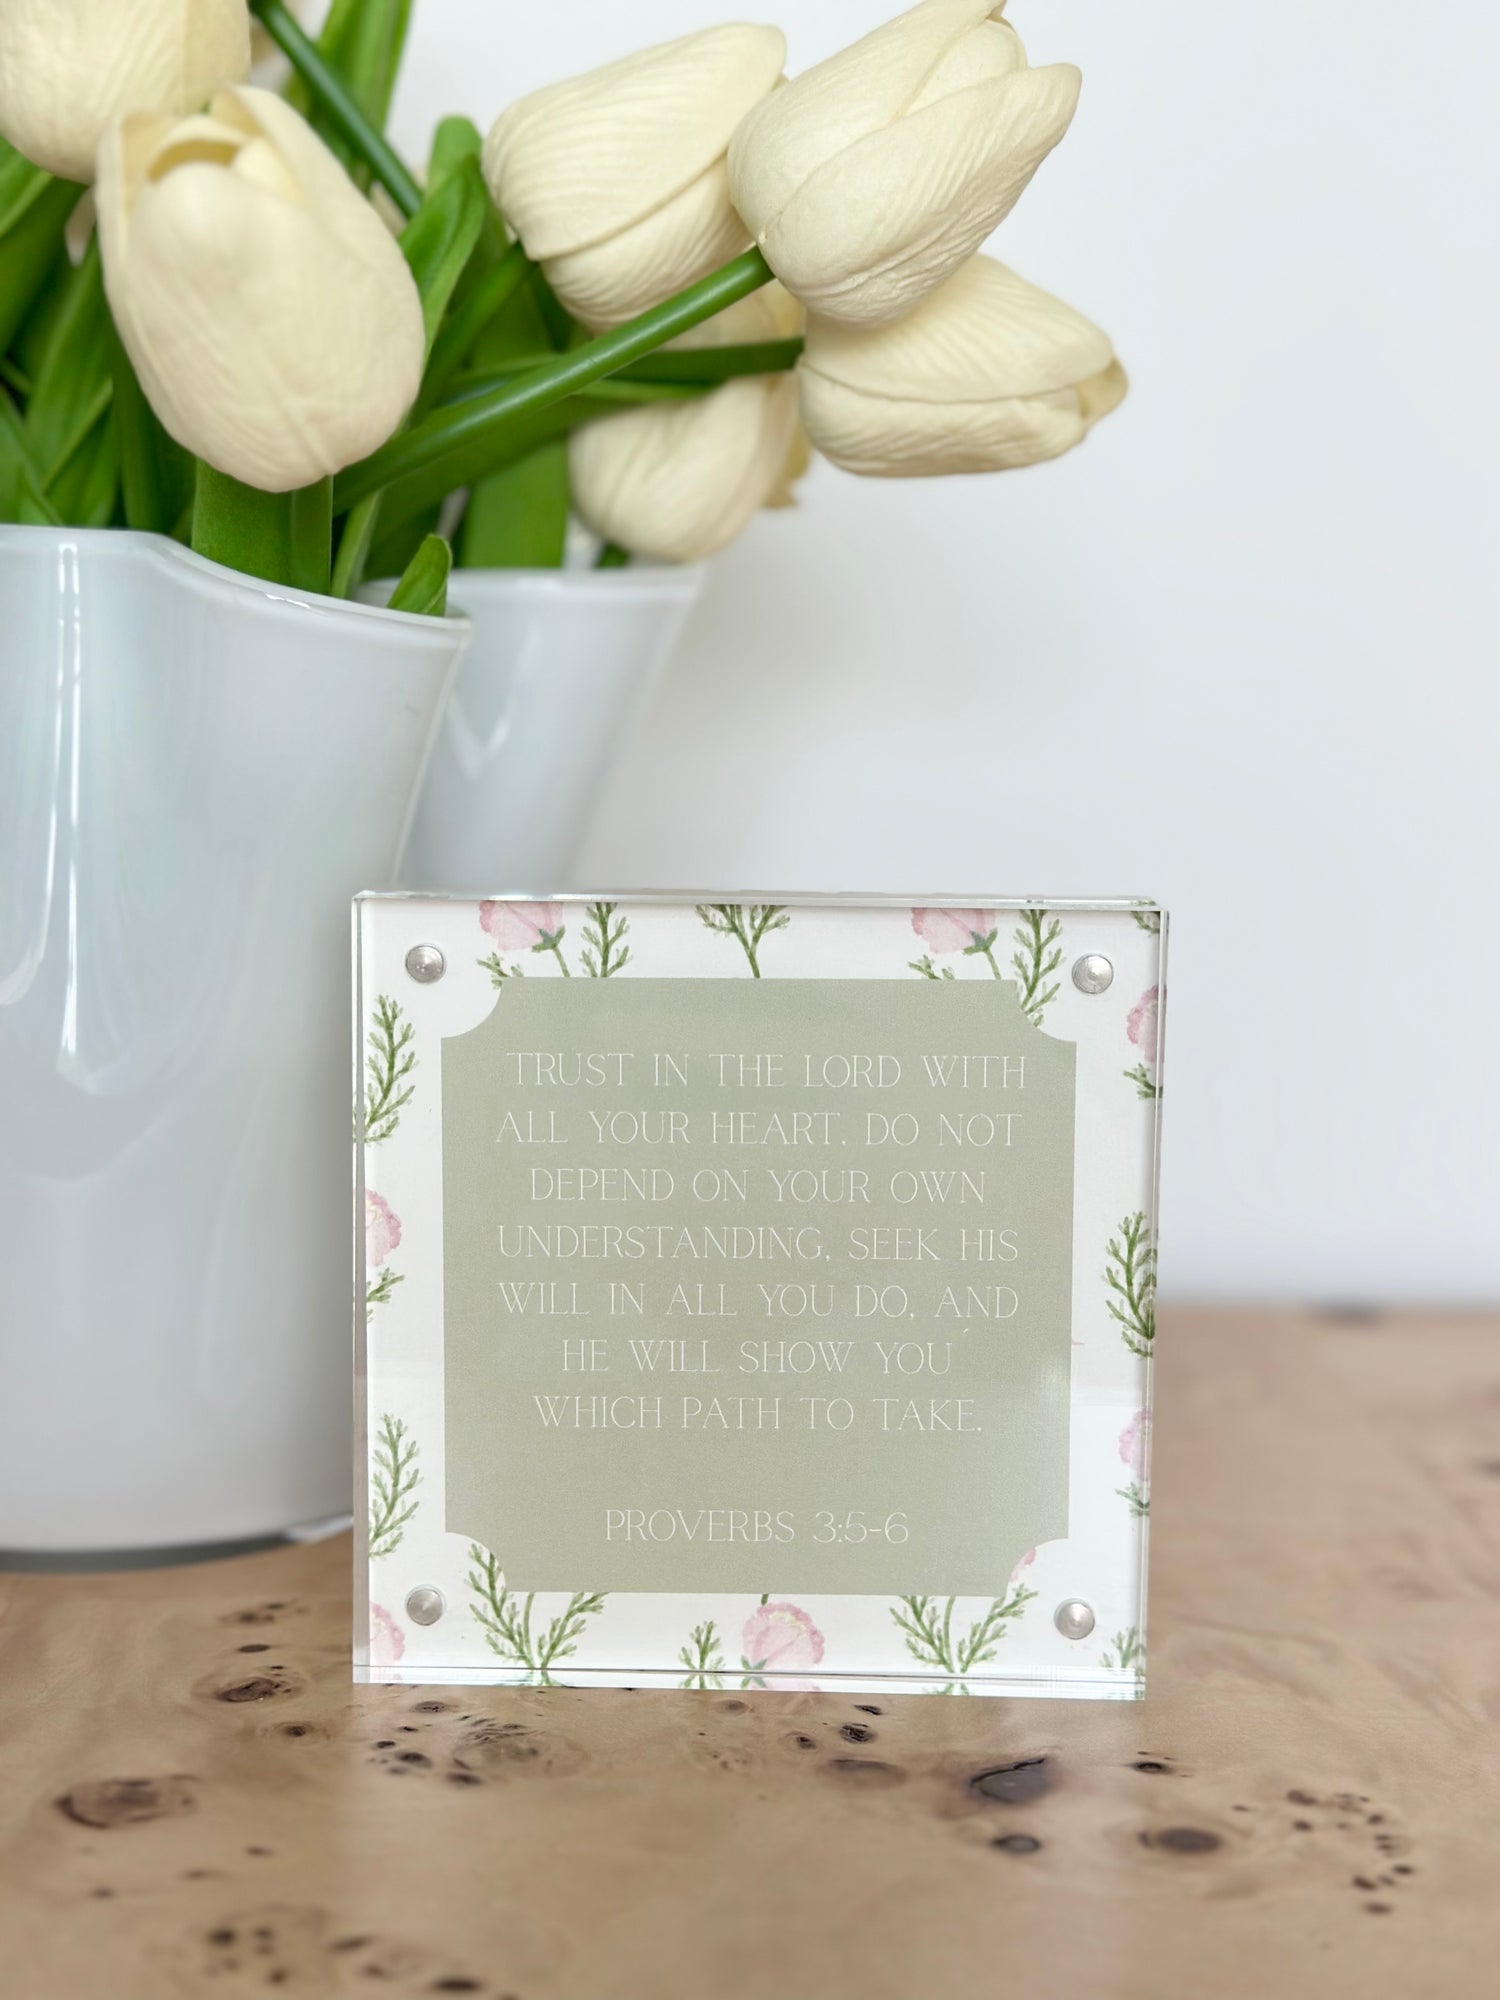 TRUST IN THE LORD WITH
ALL YOUR HEART. DO NOT
DEPEND ON YOUR OWN
UNDERSTANDING, SEEK HIS
WILL IN ALL YOU DO, AND
HE WILL SHOW YOU
WHICH PATH TO TAKE.
PROVERBS 3:5-6